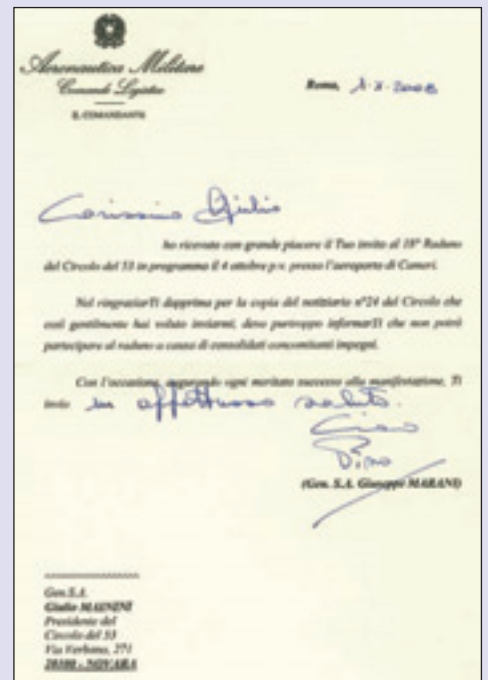 Aeronautica Militare
Comando Logistico
IL COMANDANTE
Roma, 1-X-2008
Carissimo Giulio
ho ricevuto con grande piacere il Tuo invito al 18° Raduno
del Circolo del 53 in programma il 4 ottobre p.v. presso l'aeroporto di Cameri.
Nel ringraziarTi dapprima per la copia del notiziario n°24 del Circolo che
così gentilmente hai voluto inviarmi, devo purtroppo informarTi che non potrò
partecipare al raduno a causa di consolidati concomitanti impegni.
Con l'occasione, augurando ogni meritato successo alla manifestazione, Ti
invio un affettuoso saluto.
Ciao
Pino
(Gen. S.A. Giuseppe MARANI)
Gen. S.A.
Giulio MAININI
Presidente del
Circolo del 53
Via Verbano, 271
28100 - NOVARA